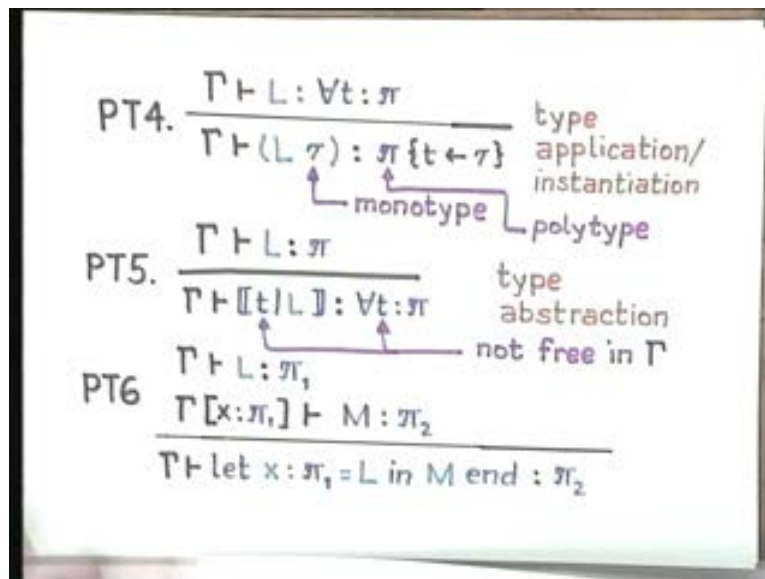 PT4. Γ ⊢ L : ∀t : π
Γ ⊢ (L τ) : π {t ← τ}
type
application/
instantiation
monotype
polytype
PT5. Γ ⊢ L : π
Γ ⊢ ⟦t | L⟧ : ∀t : π
type
abstraction
not free in Γ
PT6 Γ ⊢ L : π₁
Γ [x : π₁] ⊢ M : π₂
Γ ⊢ let x : π₁ = L in M end : π₂